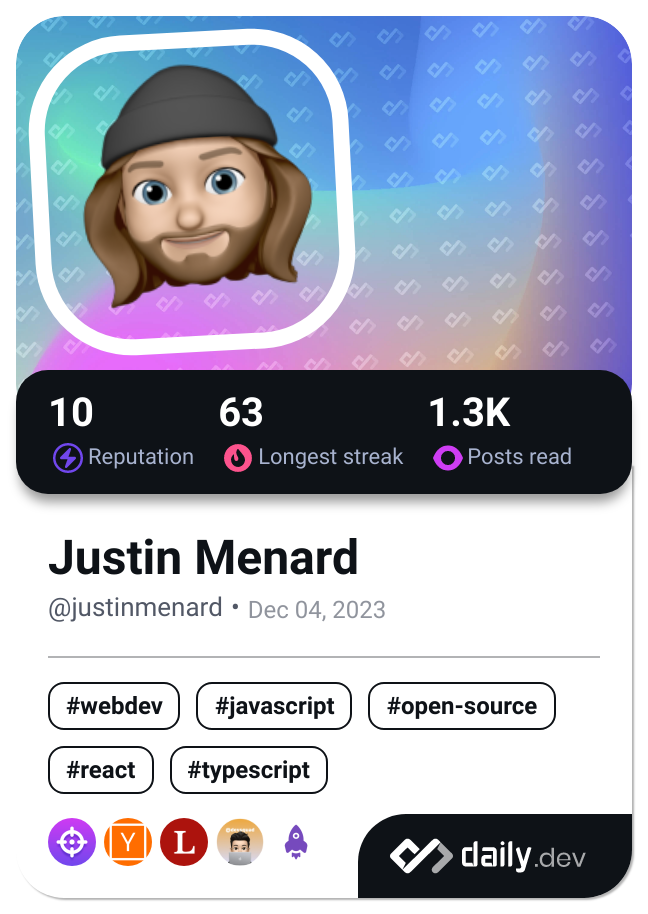 10 63 1.3K
Reputation Longest streak Posts read
Justin Menard
@justinmenard • Dec 04, 2023
#webdev #javascript #open-source
#react #typescript
Y L
daily.dev